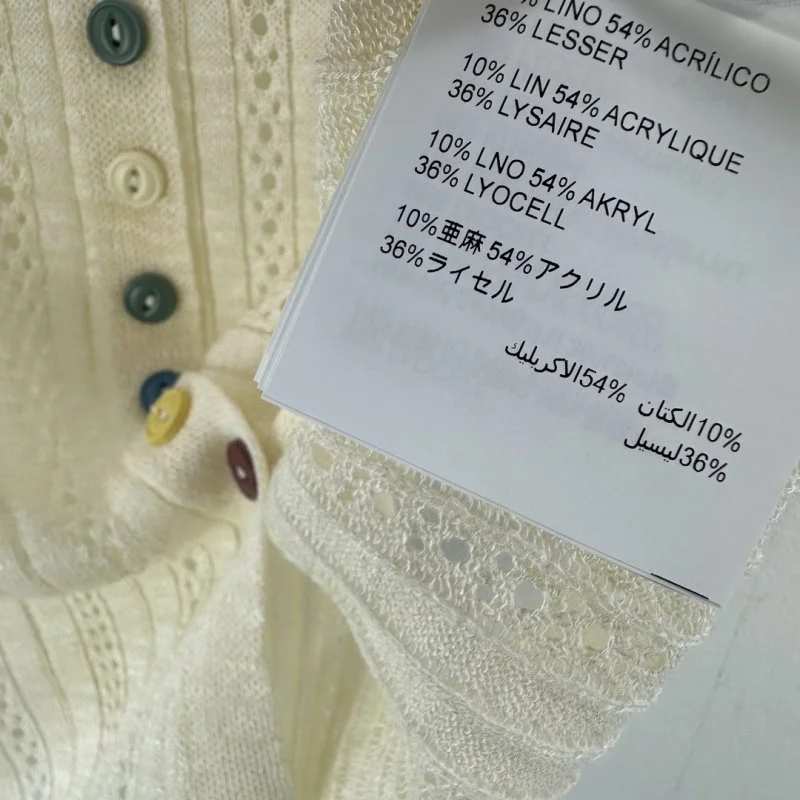 % LINO 54% ACRÍLICO
36% LESSER
10% LIN 54% ACRYLIQUE
36% LYSAIRE
10% LNO 54% AKRYL
36% LYOCELL
10%亜麻 54%アクリル
36%ライセル
10%الكتان 54%الاكريليك
36%ليسيل